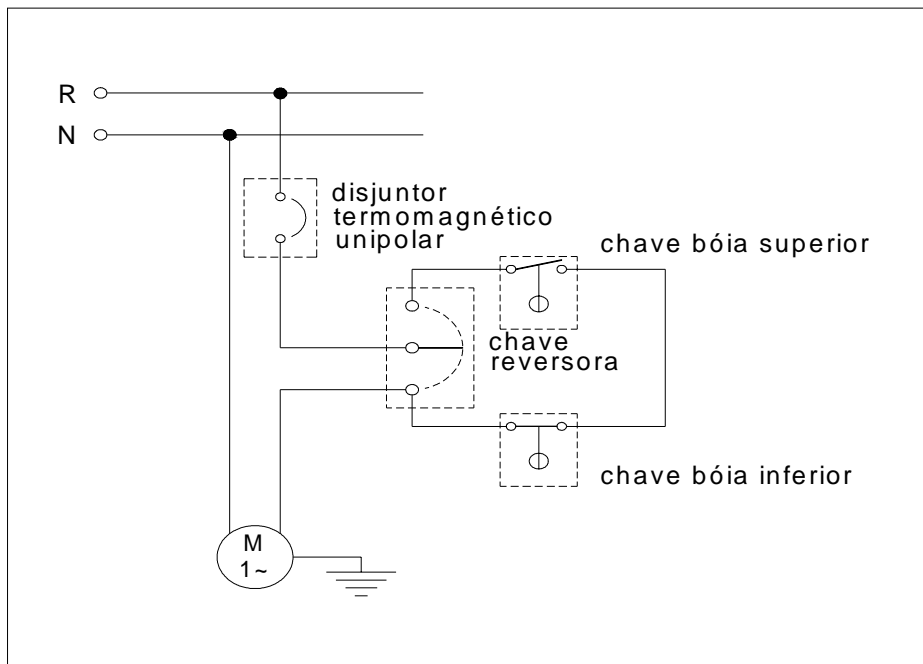 R
N
disjuntor
termomagnético
unipolar
chave bóia superior
chave
reversora
chave bóia inferior
M
1~